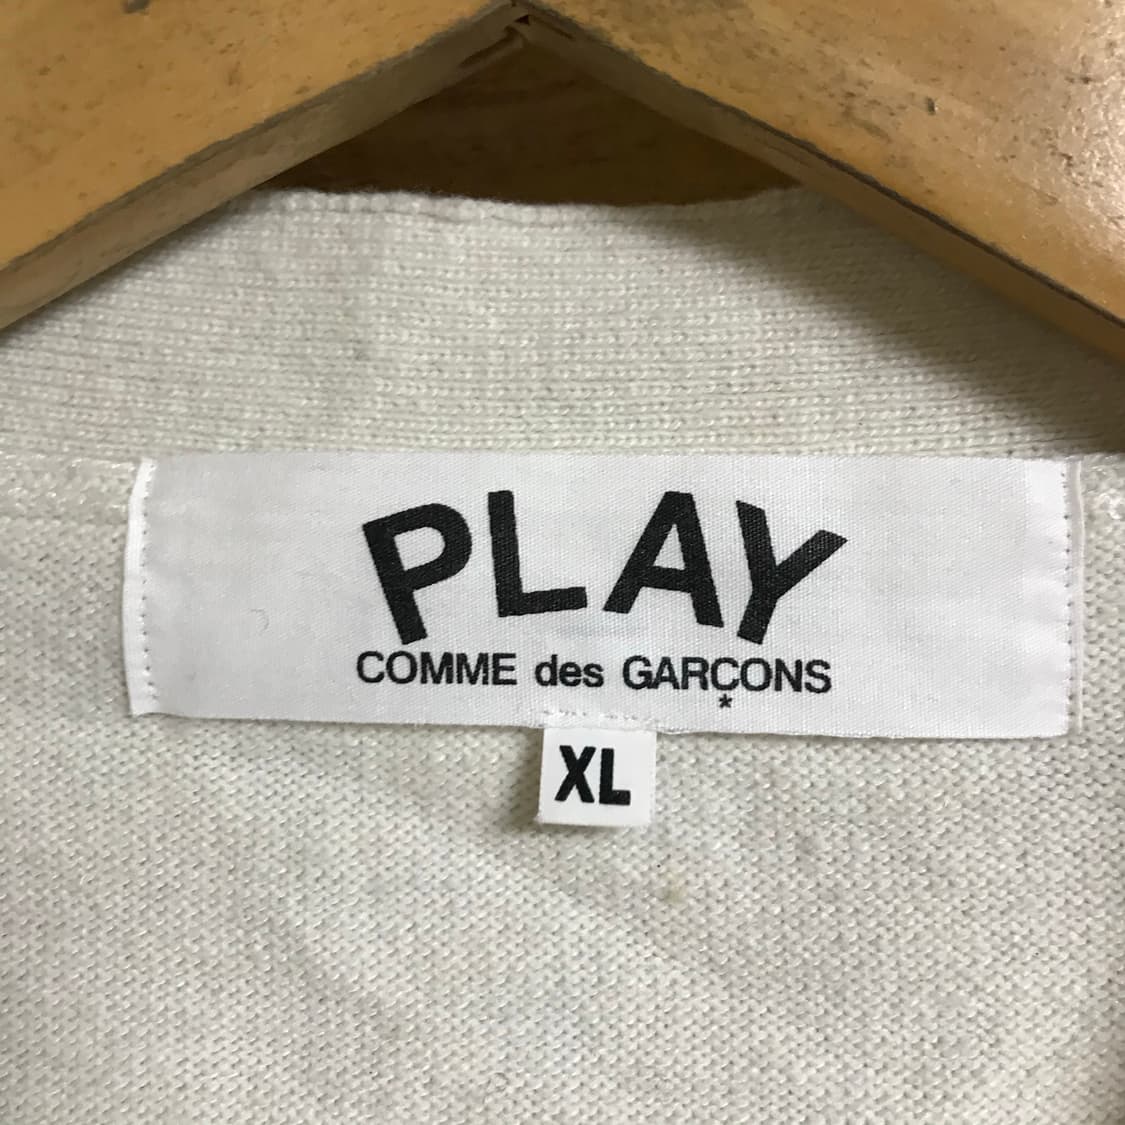 PLAY
COMME des GARÇONS
*
XL